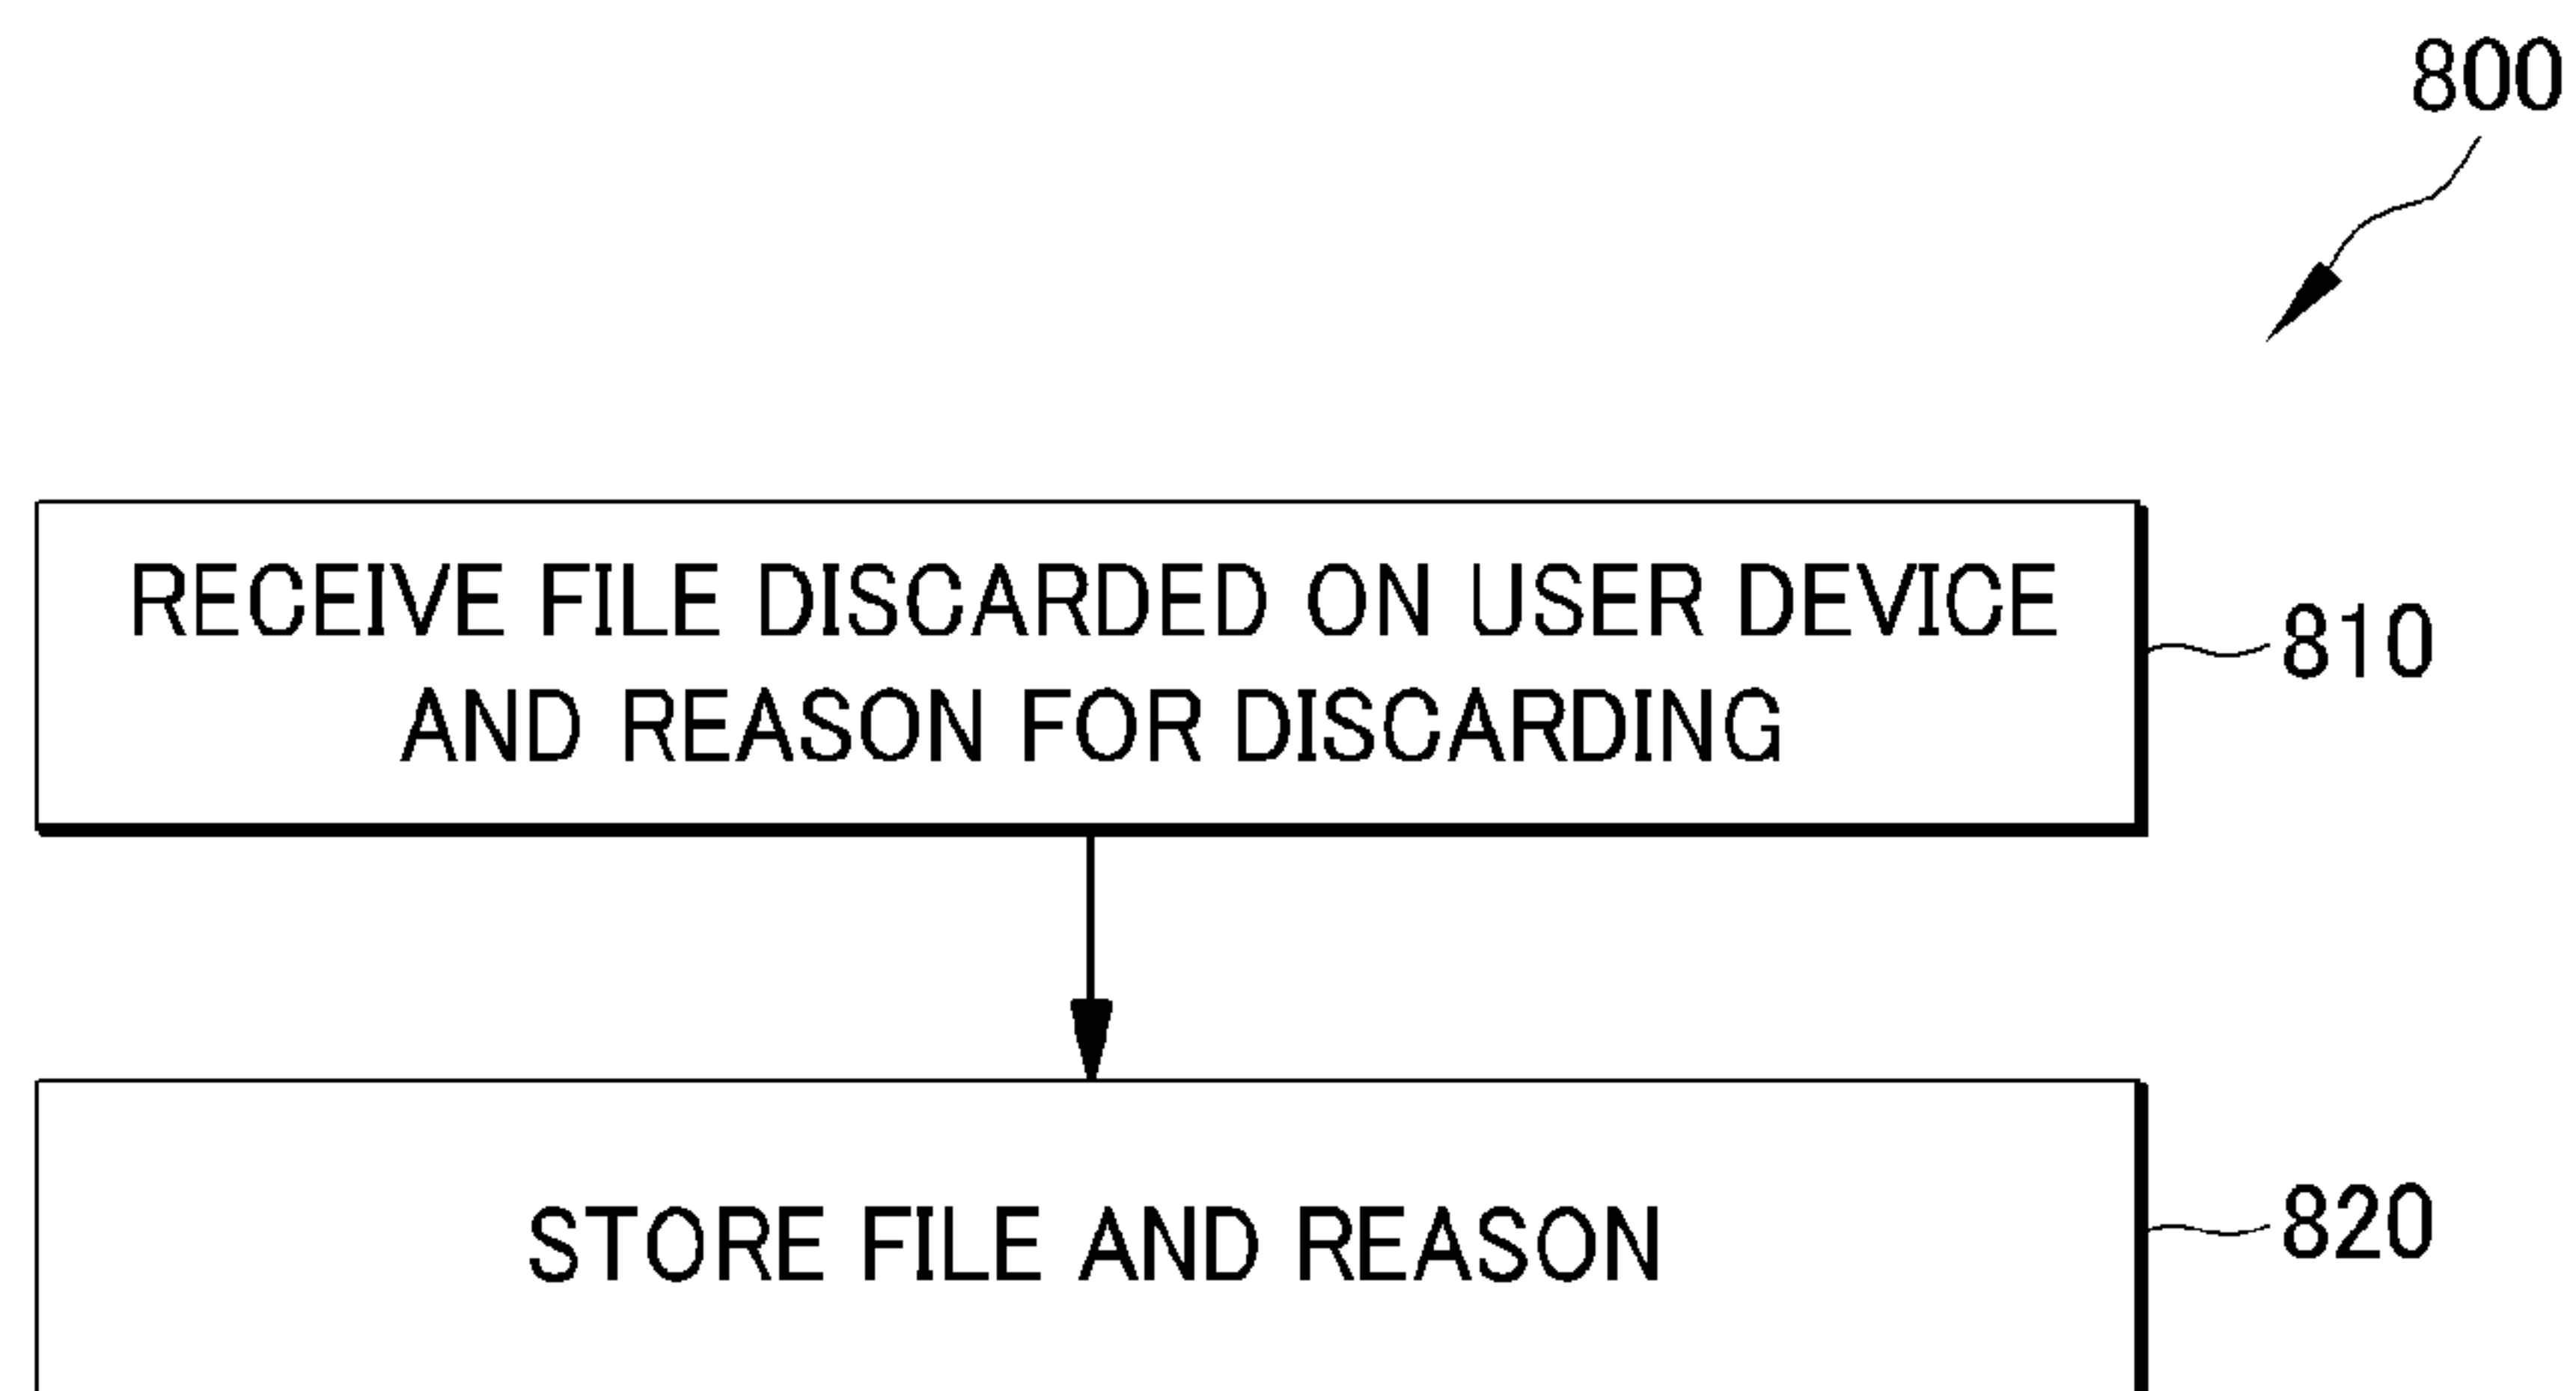 800
RECEIVE FILE DISCARDED ON USER DEVICE
AND REASON FOR DISCARDING
810
STORE FILE AND REASON
820